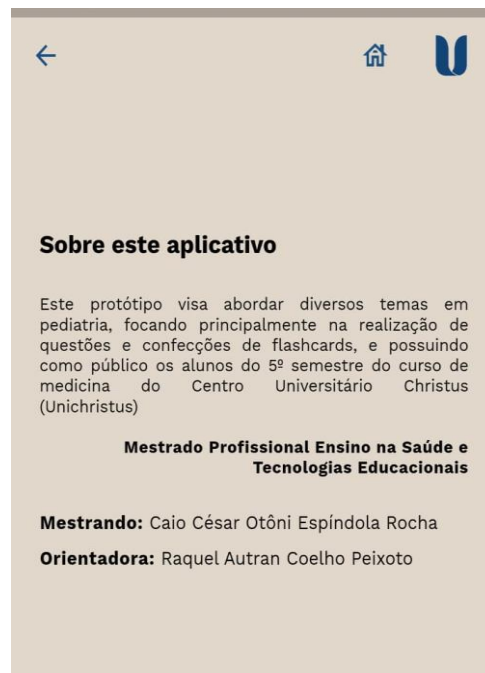 Sobre este aplicativo
Este protótipo visa abordar diversos temas em
pediatria, focando principalmente na realização de
questões e confecções de flashcards, e possuindo
como público os alunos do 5º semestre do curso de
medicina do Centro Universitário Christus
(Unichristus)
Mestrado Profissional Ensino na Saúde e
Tecnologias Educacionais
Mestrando: Caio César Otôni Espíndola Rocha
Orientadora: Raquel Autran Coelho Peixoto